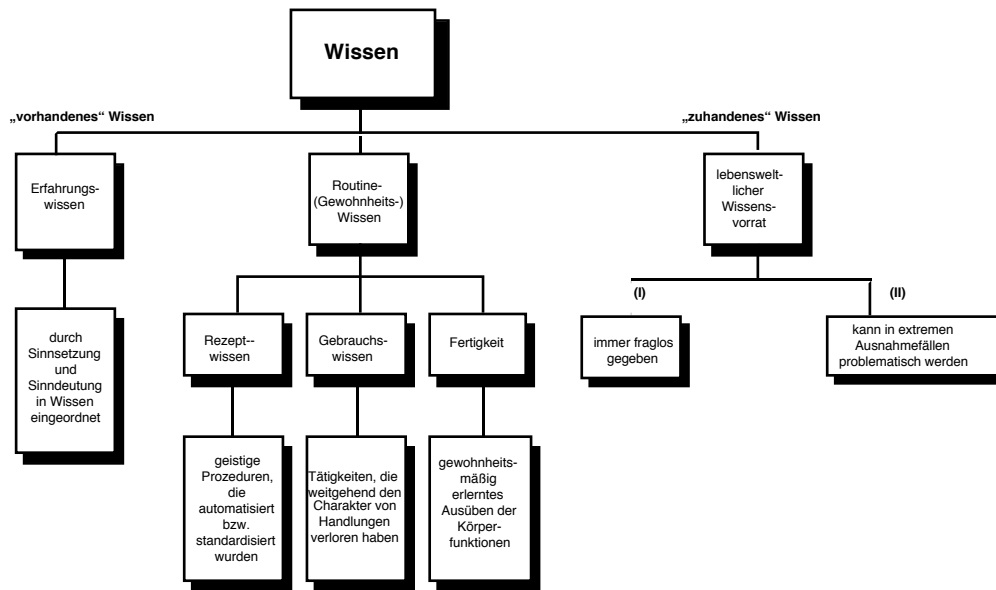 Wissen
„vorhandenes“ Wissen
„zuhandenes“ Wissen
Erfahrungs-
wissen
Routine-
(Gewohnheits-)
Wissen
lebenswelt-
licher
Wissens-
vorrat
(I)
(II)
durch
Sinnsetzung
und
Sinndeutung
in Wissen
eingeordnet
Rezept--
wissen
Gebrauchs-
wissen
Fertigkeit
immer fraglos
gegeben
kann in extremen
Ausnahmefällen
problematisch werden
geistige
Prozeduren,
die
automatisiert
bzw.
standardisiert
wurden
Tätigkeiten, die
weitgehend den
Charakter von
Handlungen
verloren haben
gewohnheits-
mäßig
erlerntes
Ausüben der
Körper-
funktionen